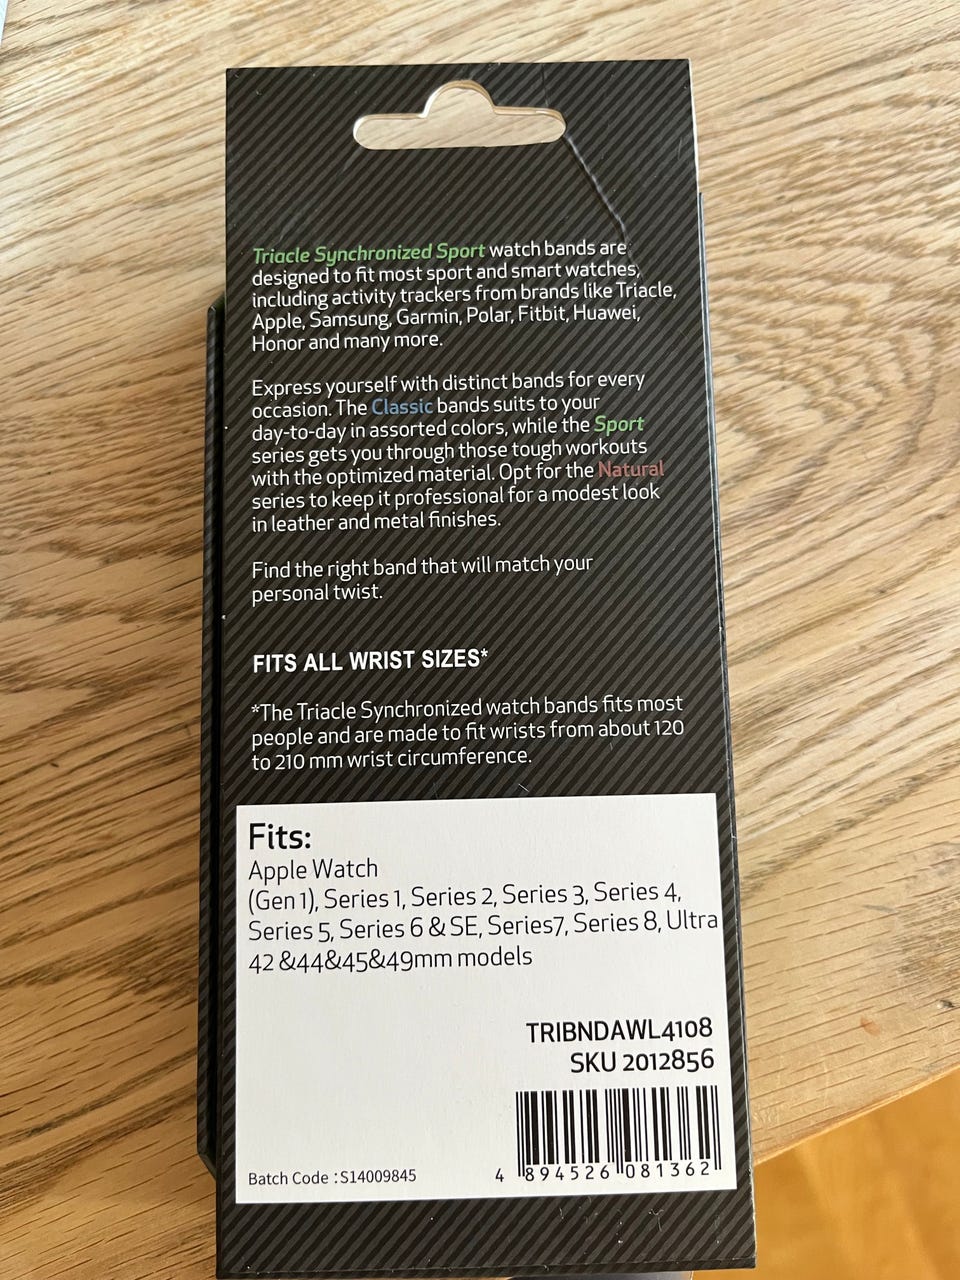 Triacle Synchronized Sport watch bands are
designed to fit most sport and smart watches,
including activity trackers from brands like Triacle,
Apple, Samsung, Garmin, Polar, Fitbit, Huawei,
Honor and many more.
Express yourself with distinct bands for every
occasion. The Classic bands suits to your
day-to-day in assorted colors, while the Sport
series gets you through those tough workouts
with the optimized material. Opt for the Natural
series to keep it professional for a modest look
in leather and metal finishes.
Find the right band that will match your
personal twist.
FITS ALL WRIST SIZES*
*The Triacle Synchronized watch bands fits most
people and are made to fit wrists from about 120
to 210 mm wrist circumference.
Fits:
Apple Watch
(Gen 1), Series 1, Series 2, Series 3, Series 4,
Series 5, Series 6 & SE, Series7, Series 8, Ultra
42 &44&45&49mm models
TRIBNDAWL4108
SKU 2012856
Batch Code :S14009845
4 894526 081362